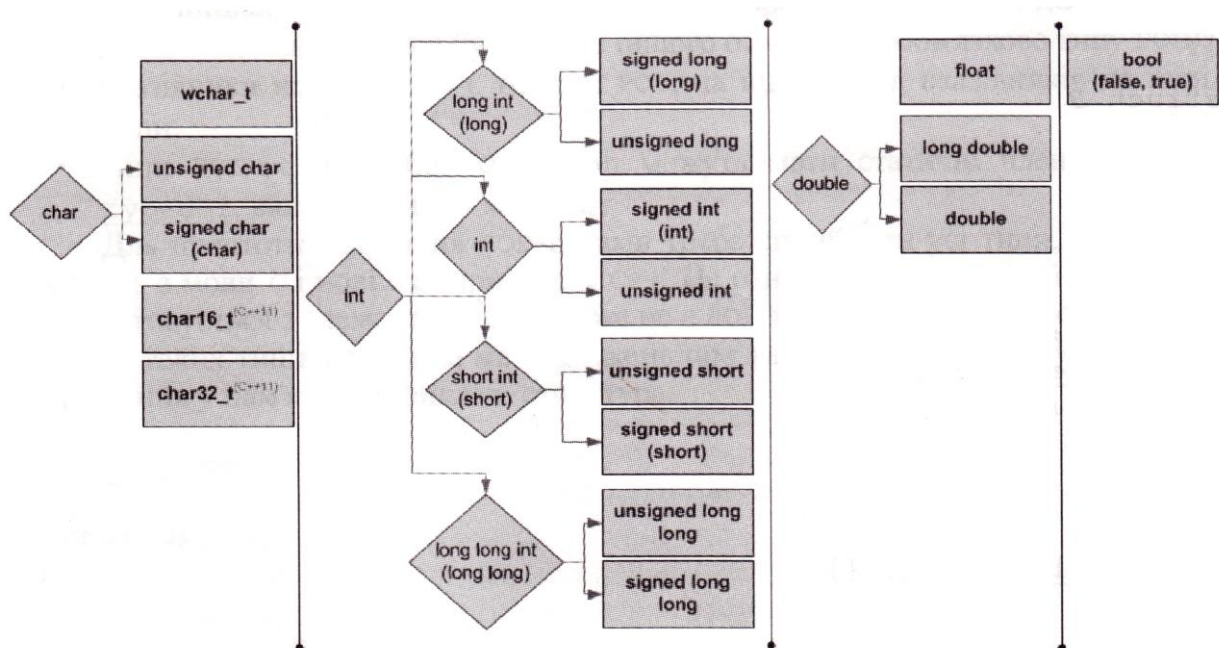 wchar_t
unsigned char
char
signed char
(char)
char16_t(C++11)
char32_t(C++11)
int
long int
(long)
signed long
(long)
unsigned long
int
signed int
(int)
unsigned int
short int
(short)
unsigned short
signed short
(short)
long long int
(long long)
unsigned long
long
signed long
long
float
double
long double
double
bool
(false, true)